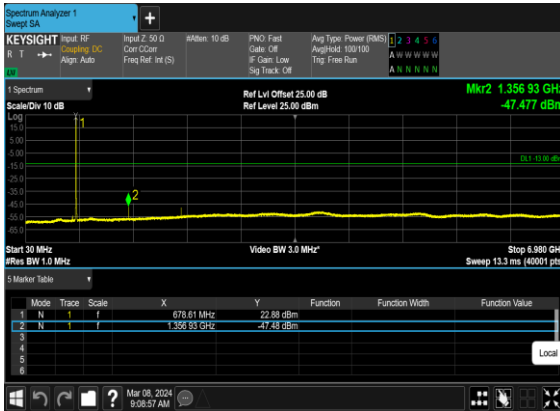 Spectrum Analyzer 1
Swept SA
KEYSIGHT Input: RF Input Z: 50 Ω #Atten: 10 dB PNO: Fast Avg Type: Power (RMS) 1 2 3 4 5 6
R T Coupling: DC Corr CCorr Gate: Off Avg|Hold: 100/100 A W W W W W
Align: Auto Freq Ref: Int (S) IF Gain: Low Trig: Free Run
Sig Track: Off A N N N N N
1 Spectrum
Scale/Div 10 dB
Ref Lvl Offset 25.00 dB
Ref Level 25.00 dBm
Mkr2 1.356 93 GHz
-47.477 dBm
Log
15.0
5.00
-5.00
-15.0
-25.0
-35.0
-45.0
-55.0
-65.0
1
2
DL1 -13.00 dBm
Start 30 MHz Video BW 3.0 MHz* Stop 6.980 GHz
#Res BW 1.0 MHz Sweep 13.3 ms (40001 pts)
5 Marker Table
Mode Trace Scale X Y Function Function Width Function Value
1 N 1 f 678.61 MHz 22.88 dBm
2 N 1 f 1.356 93 GHz -47.48 dBm
3
4
5
6
Local
Mar 08, 2024
9:08:57 AM